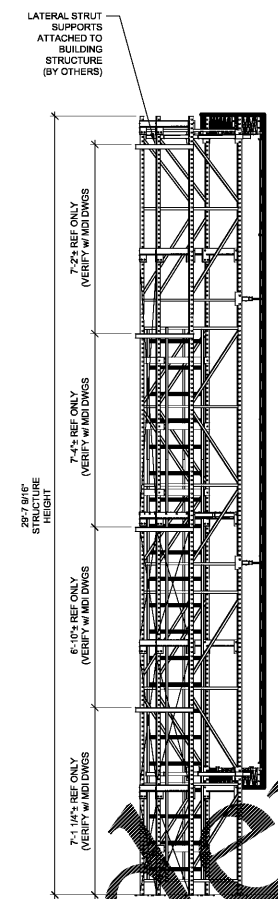 LATERAL STRUT
SUPPORTS
ATTACHED TO
BUILDING
STRUCTURE
(BY OTHERS)
7'-2"± REF ONLY
(VERIFY w/ MDI DWGS
7'-4"± REF ONLY
(VERIFY w/ MDI DWGS
29'-7 9/16"
STRUCTURE
HEIGHT
6'-10"± REF ONLY
(VERIFY w/ MDI DWGS
7'-1 1/4"± REF ONLY
(VERIFY w/ MDI DWGS